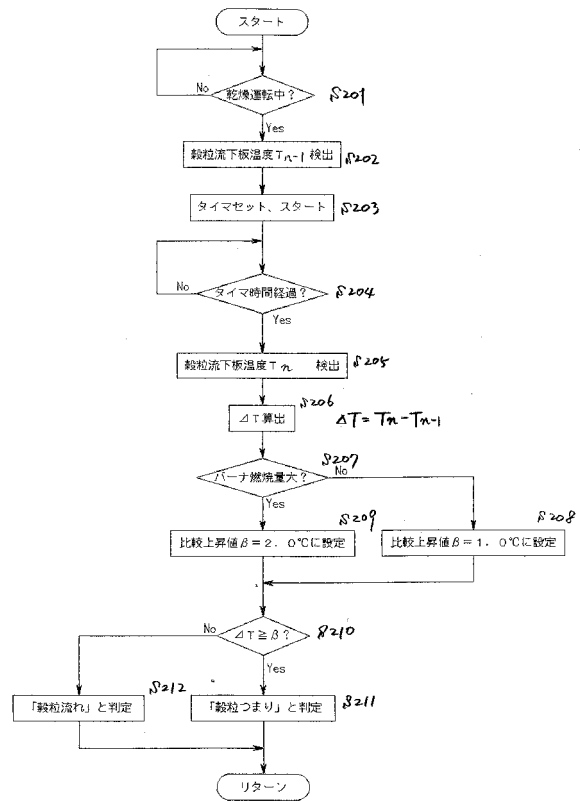 スタート
No
乾燥運転中？
S201
Yes
穀粒流下板温度Tn-1 検出
S202
タイマセット、スタート
S203
No
タイマ時間経過？
S204
Yes
穀粒流下板温度Tn 検出
S205
S206
ΔT算出
ΔT = Tn-Tn-1
S207
バーナ燃焼量大？
No
Yes
S209
S208
比較上昇値β＝2．0℃に設定
比較上昇値β＝1．0℃に設定
No
ΔT≧β？
S210
Yes
S212
「穀粒流れ」と判定
「穀粒つまり」と判定
S211
リターン